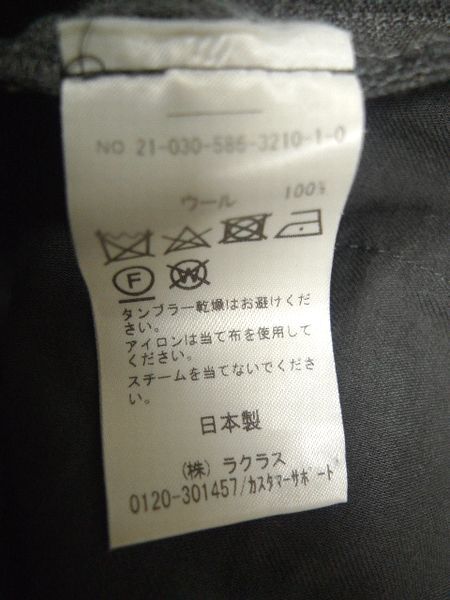 NO 21-030-586-3210-1-0
ウール 100%
F
W
タンブラー乾燥はお避けくだ
さい。
アイロンは当て布を使用して
ください。
スチームを当てないでくださ
い。
日本製
(株) ラクラス
0120-301457/カスタマーサポート